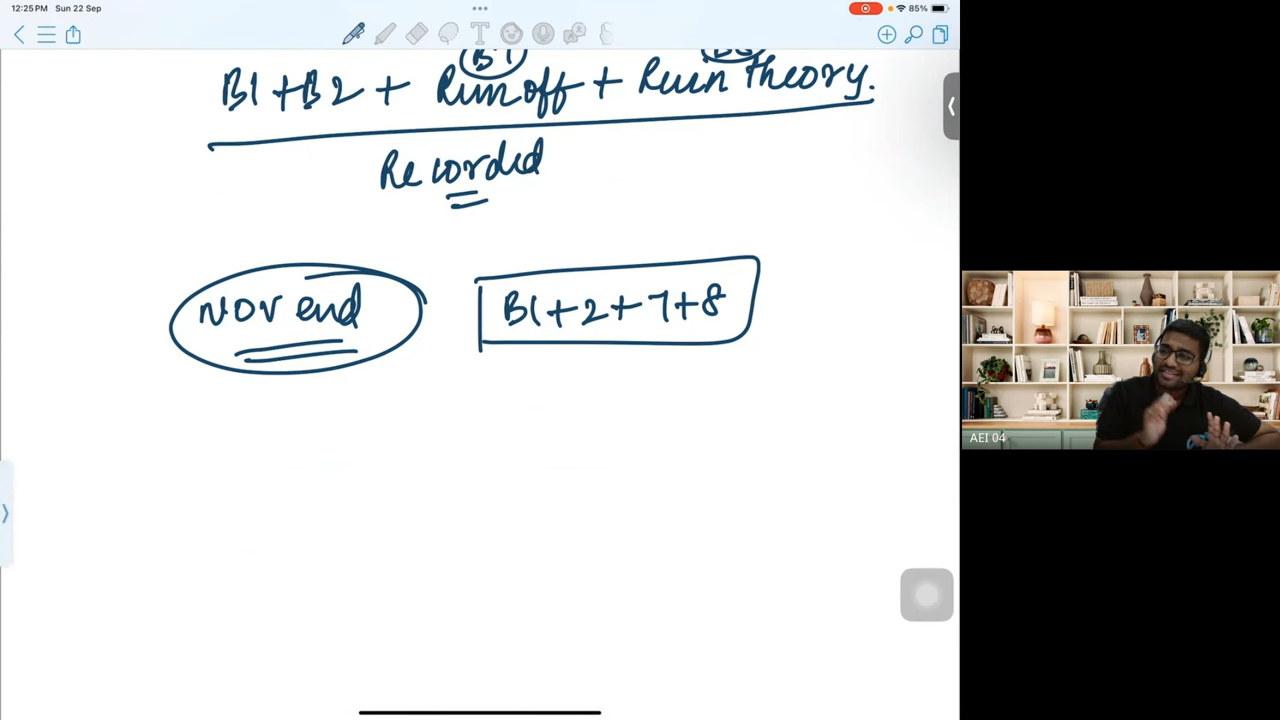 12:25 PM Sun 22 Sep
85%
B1+B2 + Run off + Ruin theory.
Recorded
NOV end
B1+2+7+8
AEI 04